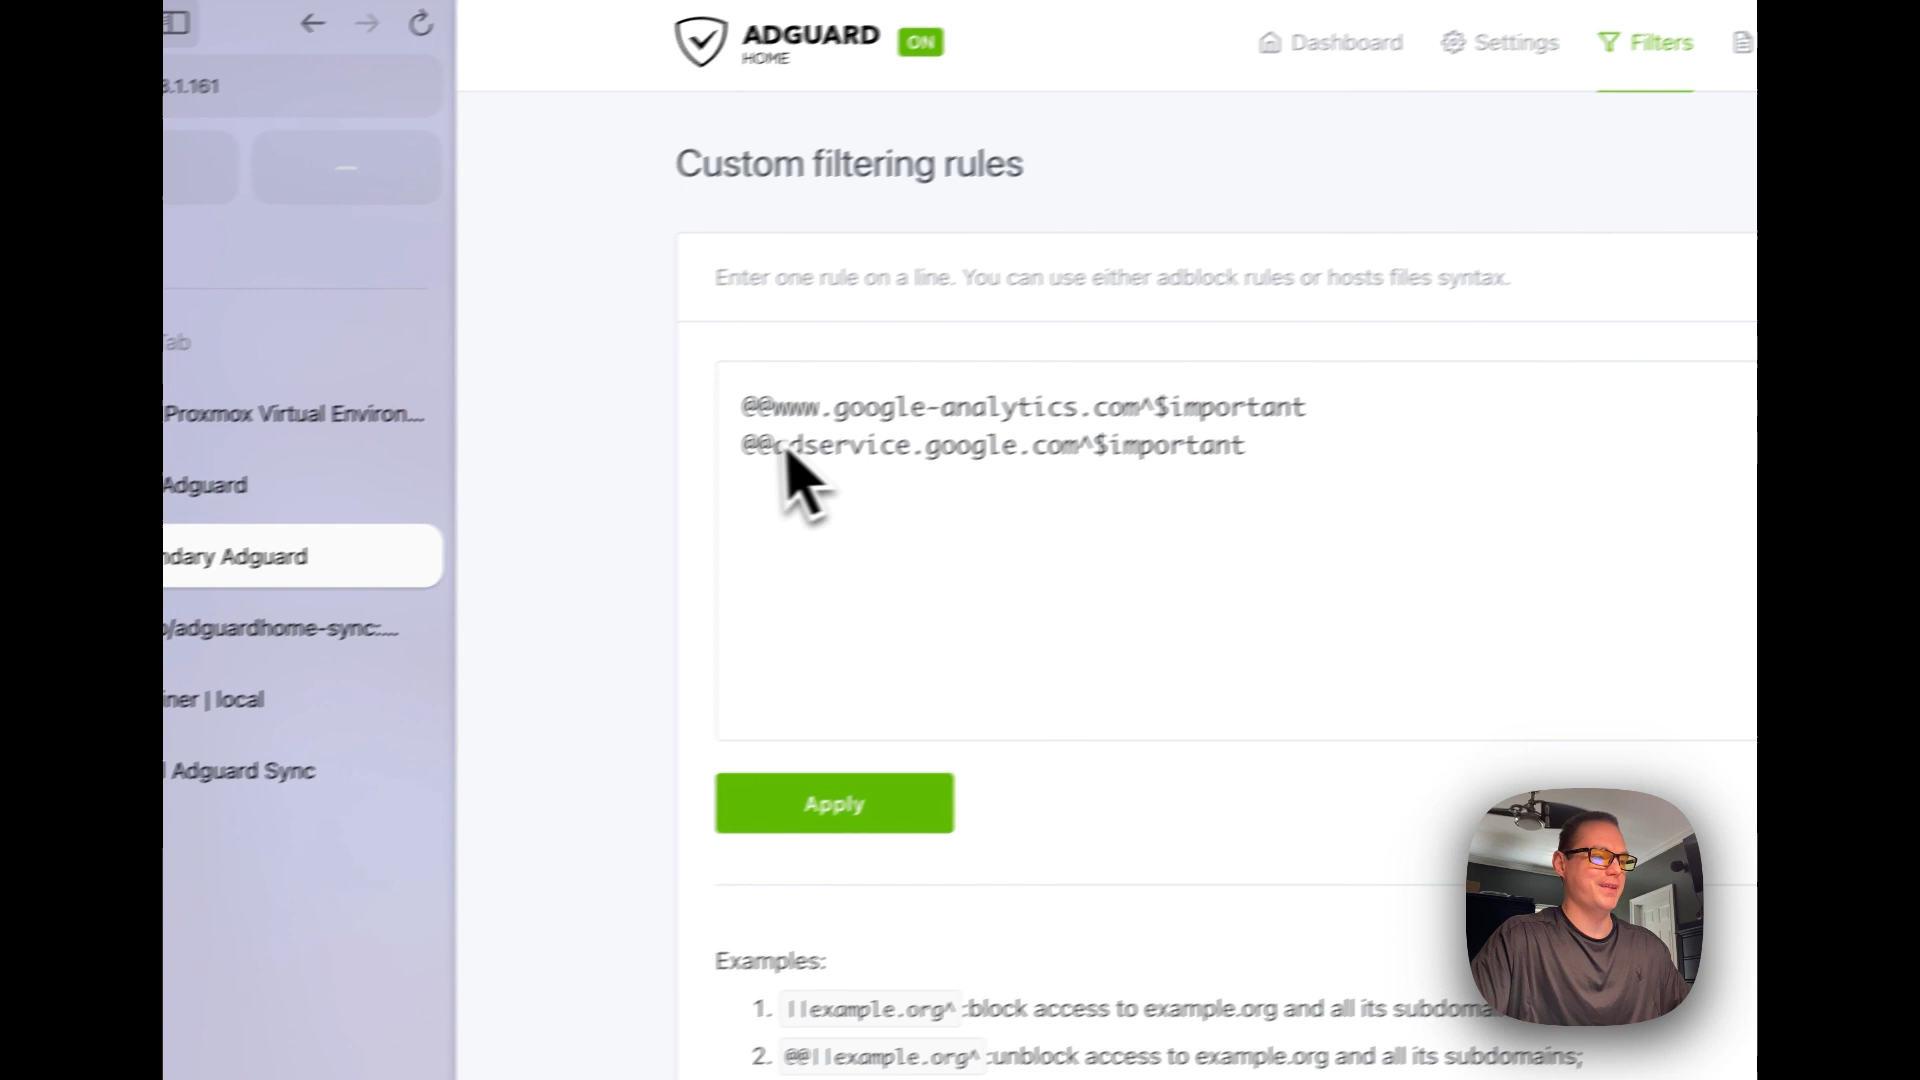 ADGUARD
HOME
ON
Dashboard
Settings
Filters
3.1.161
Custom filtering rules
Enter one rule on a line. You can use either adblock rules or hosts files syntax.
Tab
Proxmox Virtual Environ...
Adguard
ndary Adguard
/adguardhome-sync:...
iner | local
Adguard Sync
@@www.google-analytics.com^$important
@@cdservice.google.com^$important
Apply
Examples:
1. ||example.org^ :block access to example.org and all its subdoma
2. @@||example.org^ :unblock access to example.org and all its subdomains;